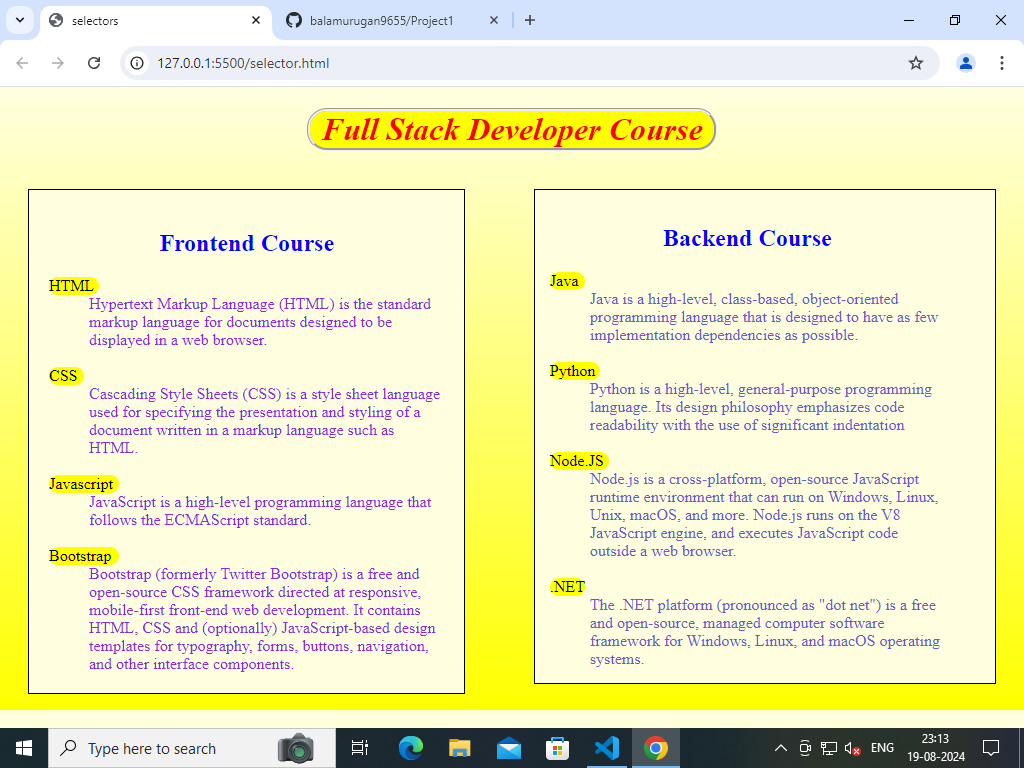 selectors
balamurugan9655/Project1
127.0.0.1:5500/selector.html
Full Stack Developer Course
Frontend Course
HTML
Hypertext Markup Language (HTML) is the standard
markup language for documents designed to be
displayed in a web browser.
CSS
Cascading Style Sheets (CSS) is a style sheet language
used for specifying the presentation and styling of a
document written in a markup language such as
HTML.
Javascript
JavaScript is a high-level programming language that
follows the ECMAScript standard.
Bootstrap
Bootstrap (formerly Twitter Bootstrap) is a free and
open-source CSS framework directed at responsive,
mobile-first front-end web development. It contains
HTML, CSS and (optionally) JavaScript-based design
templates for typography, forms, buttons, navigation,
and other interface components.
Backend Course
Java
Java is a high-level, class-based, object-oriented
programming language that is designed to have as few
implementation dependencies as possible.
Python
Python is a high-level, general-purpose programming
language. Its design philosophy emphasizes code
readability with the use of significant indentation
Node.JS
Node.js is a cross-platform, open-source JavaScript
runtime environment that can run on Windows, Linux,
Unix, macOS, and more. Node.js runs on the V8
JavaScript engine, and executes JavaScript code
outside a web browser.
.NET
The .NET platform (pronounced as "dot net") is a free
and open-source, managed computer software
framework for Windows, Linux, and macOS operating
systems.
Type here to search
ENG
23:13
19-08-2024